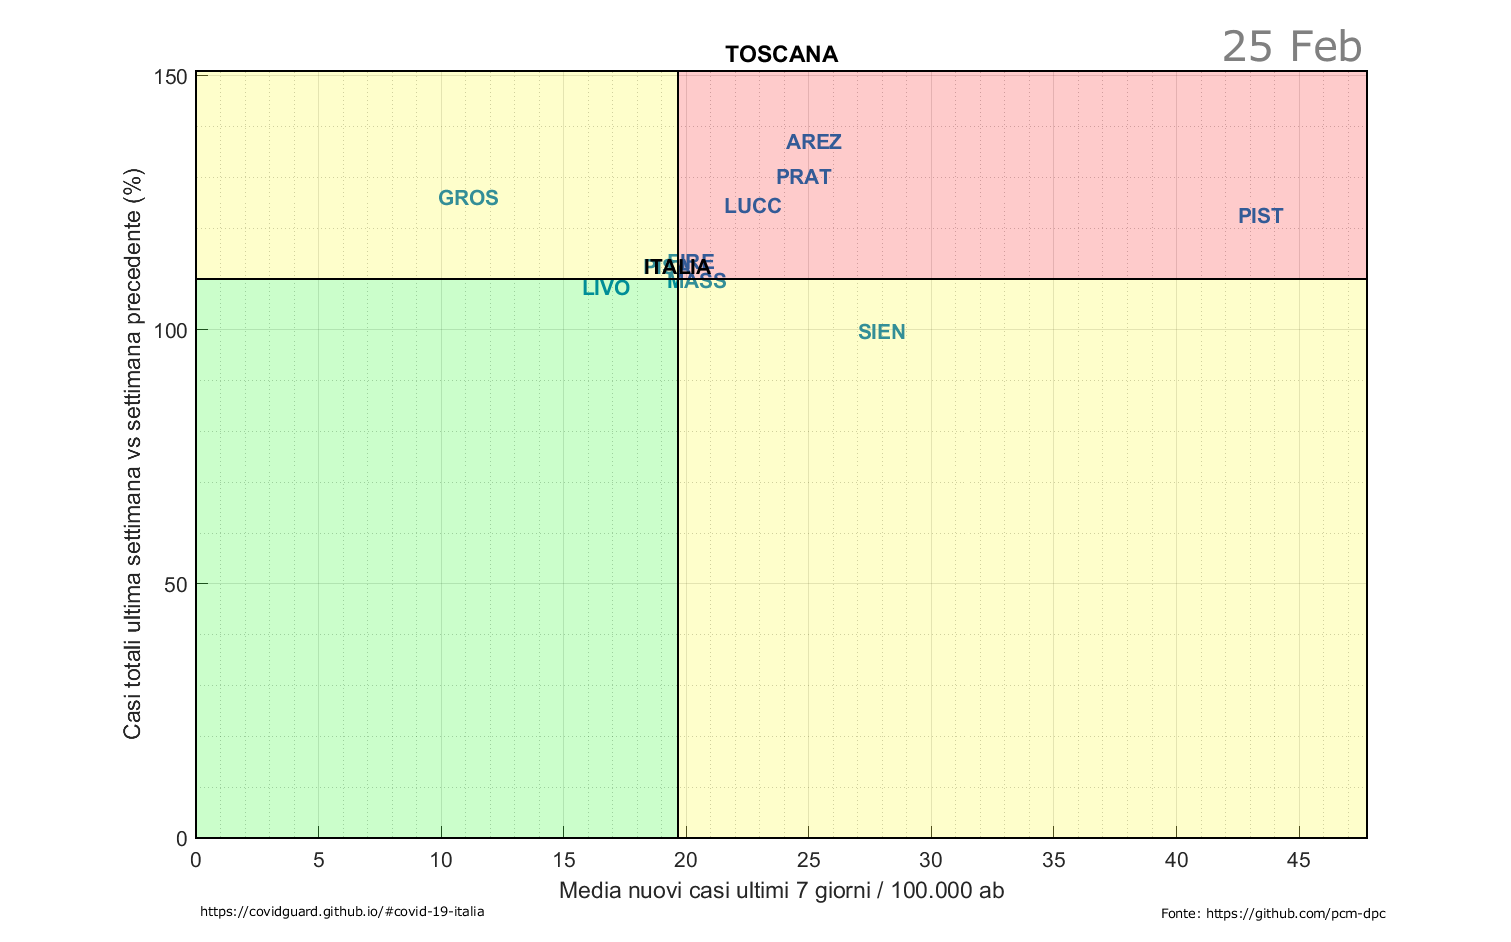 TOSCANA
25 Feb
150
100
50
0
Casi totali ultima settimana vs settimana precedente (%)
AREZ
PRAT
GROS
LUCC
PIST
FIRE
ITALIA
MASS
LIVO
SIEN
0 5 10 15 20 25 30 35 40 45
Media nuovi casi ultimi 7 giorni / 100.000 ab
https://covidguard.github.io/#covid-19-italia
Fonte: https://github.com/pcm-dpc